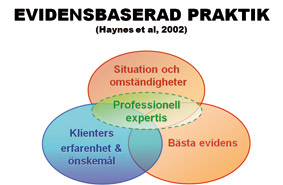 EVIDENSBASERAD PRAKTIK
(Haynes et al, 2002)
Situation och
omständigheter
Professionell
expertis
Klienters
erfarenhet &
önskemål
Bästa evidens